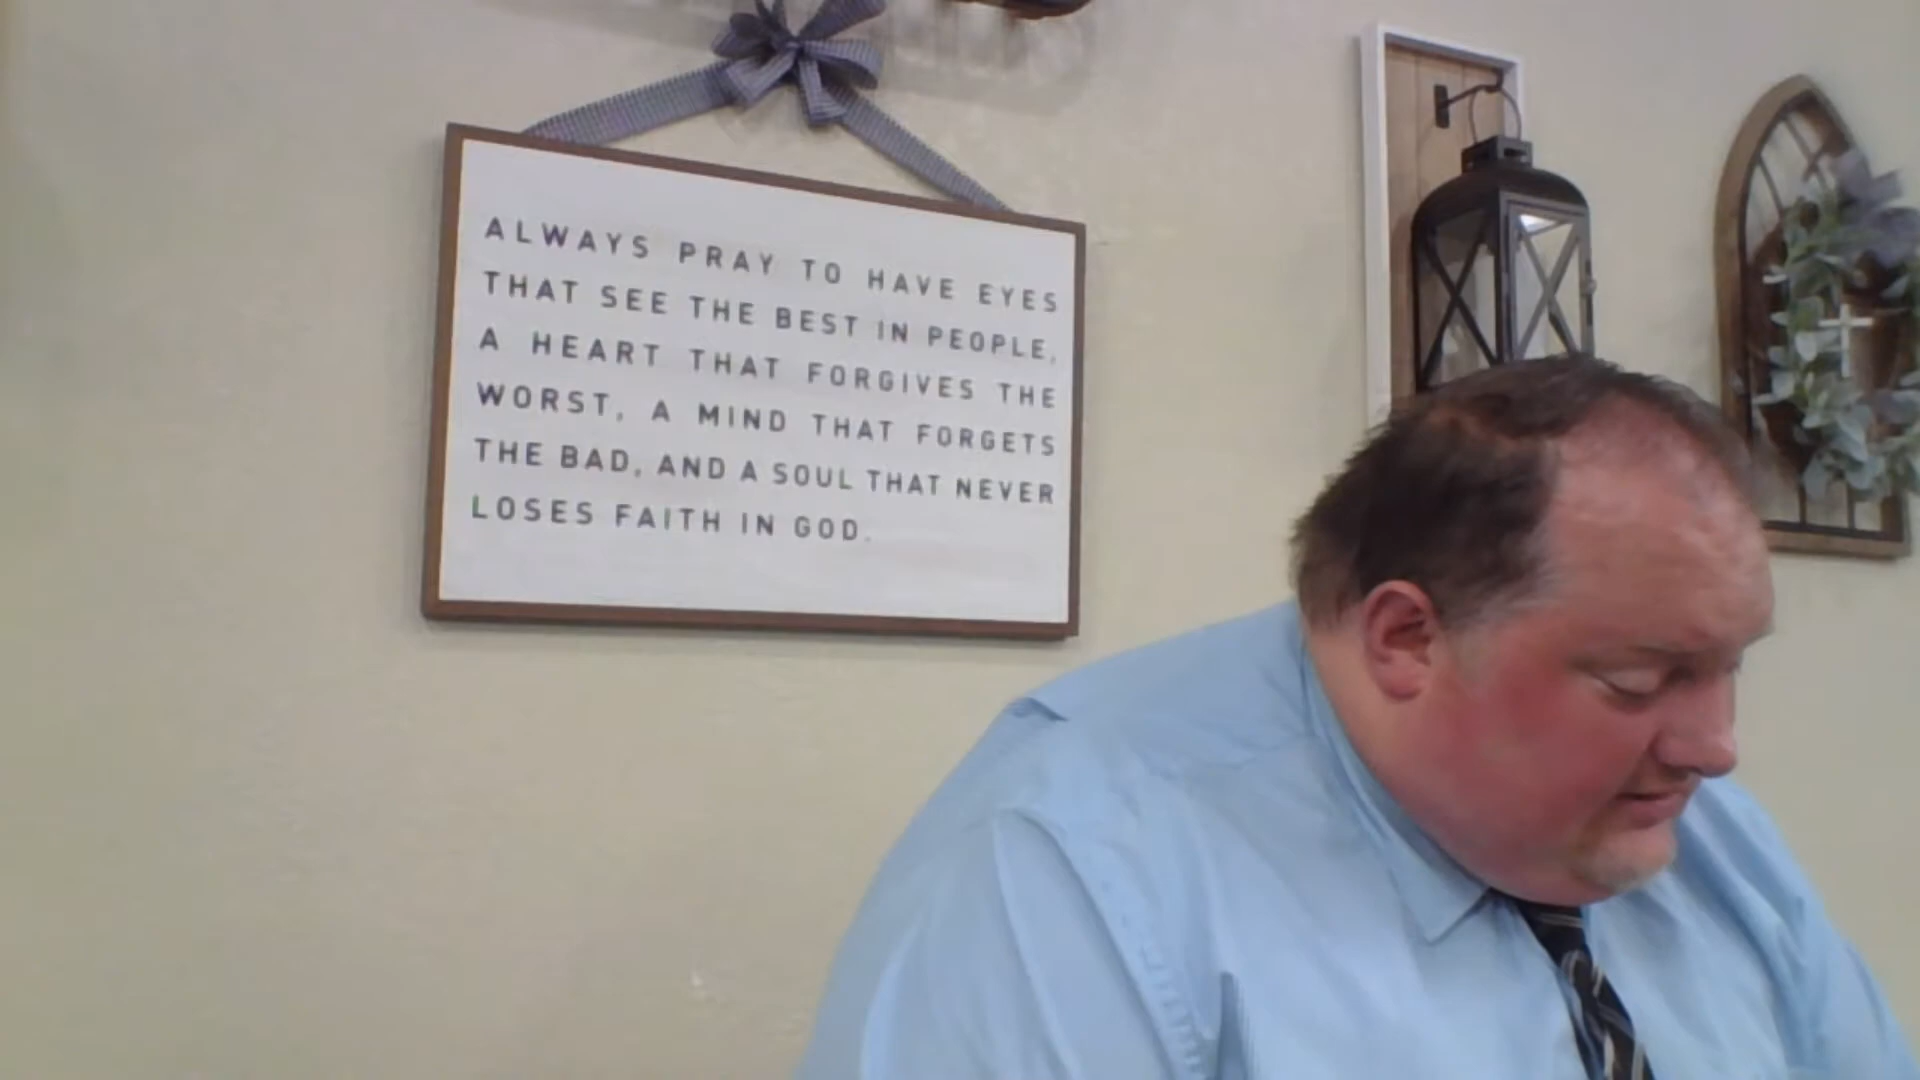 ALWAYS PRAY TO HAVE EYES
THAT SEE THE BEST IN PEOPLE,
A HEART THAT FORGIVES THE
WORST, A MIND THAT FORGETS
THE BAD, AND A SOUL THAT NEVER
LOSES FAITH IN GOD.